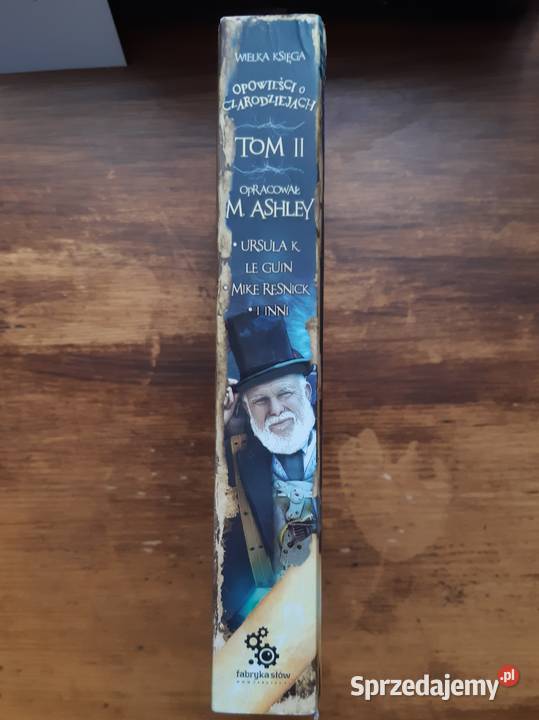 WIELKA KSIĘGA
OPOWIEŚCI O
CZARODZIEJACH
TOM II
OPRACOWAŁ
M. ASHLEY
• URSULA K.
LE GUIN
• MIKE RESNICK
• I INNI
fabryka słów
Sprzedajemy.pl